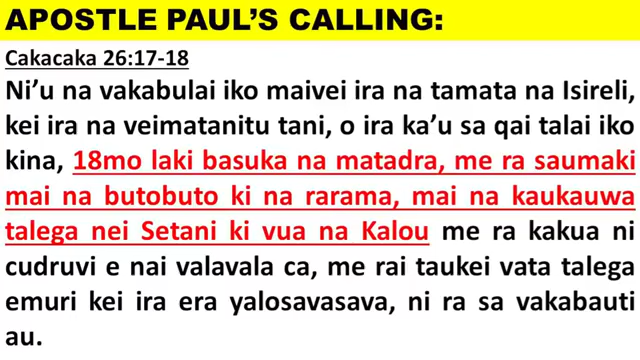 APOSTLE PAUL'S CALLING:
Cakacaka 26:17-18
Ni'u na vakabulai iko maivei ira na tamata na Isireli,
kei ira na veimatanitu tani, o ira ka'u sa qai talai iko
kina, 18mo laki basuka na matadra, me ra saumaki
mai na butobuto ki na rarama, mai na kaukauwa
talega nei Setani ki vua na Kalou me ra kakua ni
cudruvi e nai valavala ca, me rai taukei vata talega
emuri kei ira era yalosavasava, ni ra sa vakabauti
au.